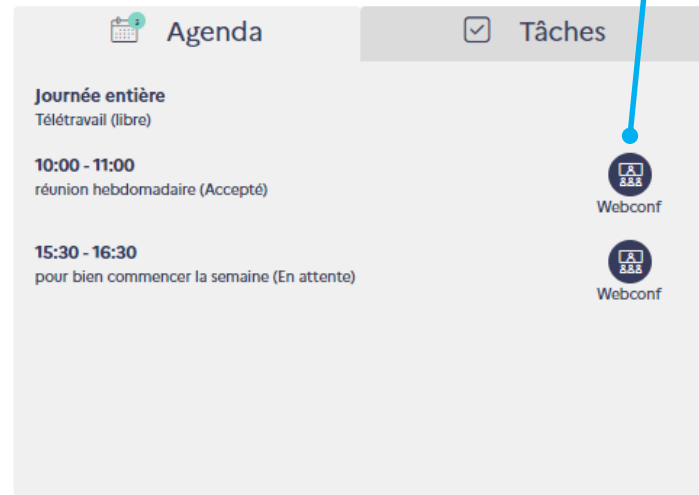 Agenda
Tâches
Journée entière
Télétravail (libre)
10:00 - 11:00
réunion hebdomadaire (Accepté)
Webconf
15:30 - 16:30
pour bien commencer la semaine (En attente)
Webconf